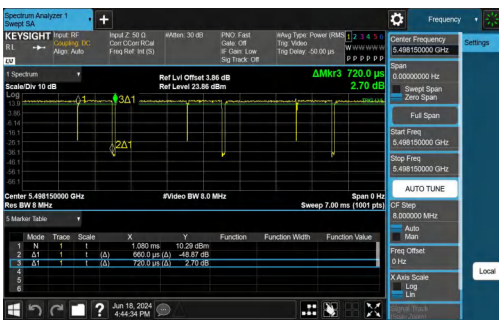 Spectrum Analyzer 1
Swept SA
Frequency
KEYSIGHT Input: RF
RL
Coupling: DC
Align: Auto
Input Z: 50 Ω
Corr CCorr RCal
Freq Ref: Int (S)
#Atten: 30 dB
PNO: Fast
Gate: Off
IF Gain: Low
Sig Track: Off
#Avg Type: Power (RMS)
Trig: Video
Trig Delay: -50.00 µs
1 2 3 4 5 6
W W W W W W
P P P P P P
LV
1 Spectrum
Scale/Div 10 dB
Ref Lvl Offset 3.86 dB
Ref Level 23.86 dBm
ΔMkr3 720.0 µs
2.70 dB
Log
13.9
3.86
-6.14
-16.1
-26.1
-36.1
-46.1
-56.1
-66.1
1
3Δ1
2Δ1
Center 5.498150000 GHz
Res BW 8 MHz
#Video BW 8.0 MHz
Span 0 Hz
Sweep 7.00 ms (1001 pts)
5 Marker Table
Mode Trace Scale X Y Function Function Width Function Value
1 N 1 t 1.080 ms 10.29 dBm
2 Δ1 1 t (Δ) 660.0 µs (Δ) -48.87 dB
3 Δ1 1 t (Δ) 720.0 µs (Δ) 2.70 dB
4
5
6
Jun 18, 2024
4:44:34 PM
Center Frequency
5.498150000 GHz
Settings
Span
0.00000000 Hz
Swept Span
Zero Span
Full Span
Start Freq
5.498150000 GHz
Stop Freq
5.498150000 GHz
AUTO TUNE
CF Step
8.000000 MHz
Auto
Man
Freq Offset
0 Hz
X Axis Scale
Log
Lin
Local
Signal Track